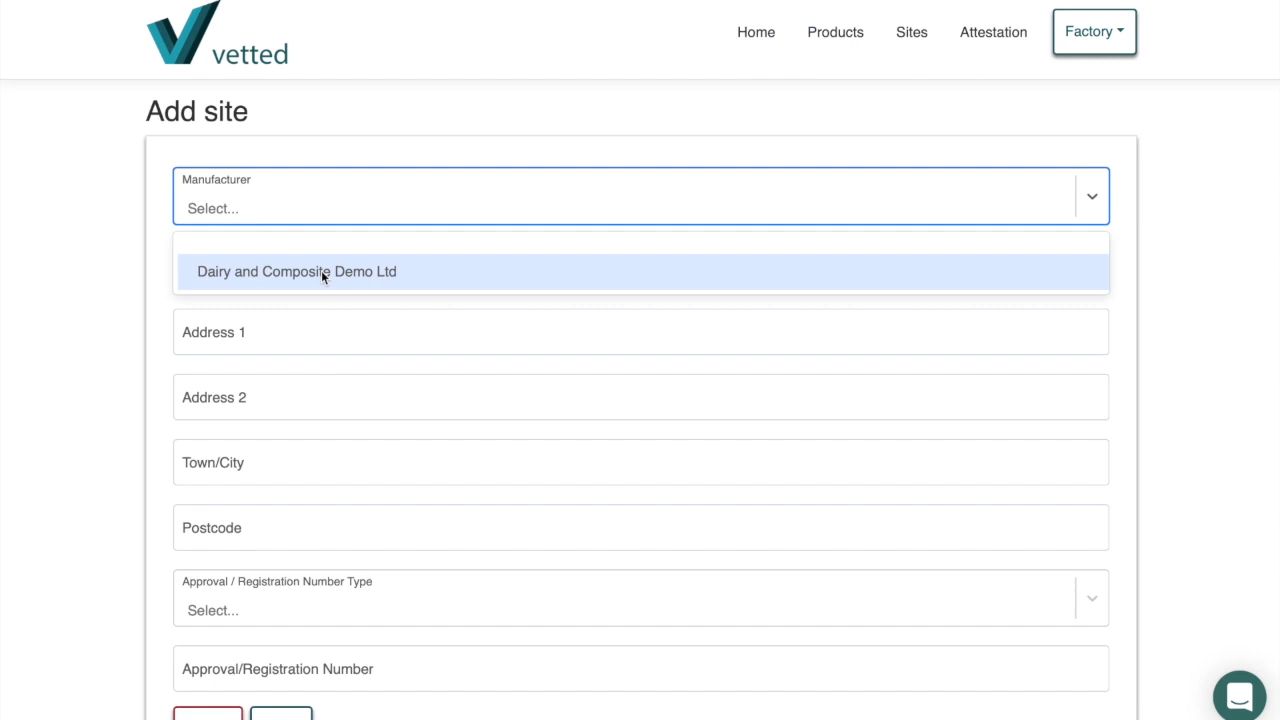 vetted
Home
Products
Sites
Attestation
Factory
Add site
Manufacturer
Select...
Dairy and Composite Demo Ltd
Address 1
Address 2
Town/City
Postcode
Approval / Registration Number Type
Select...
Approval/Registration Number